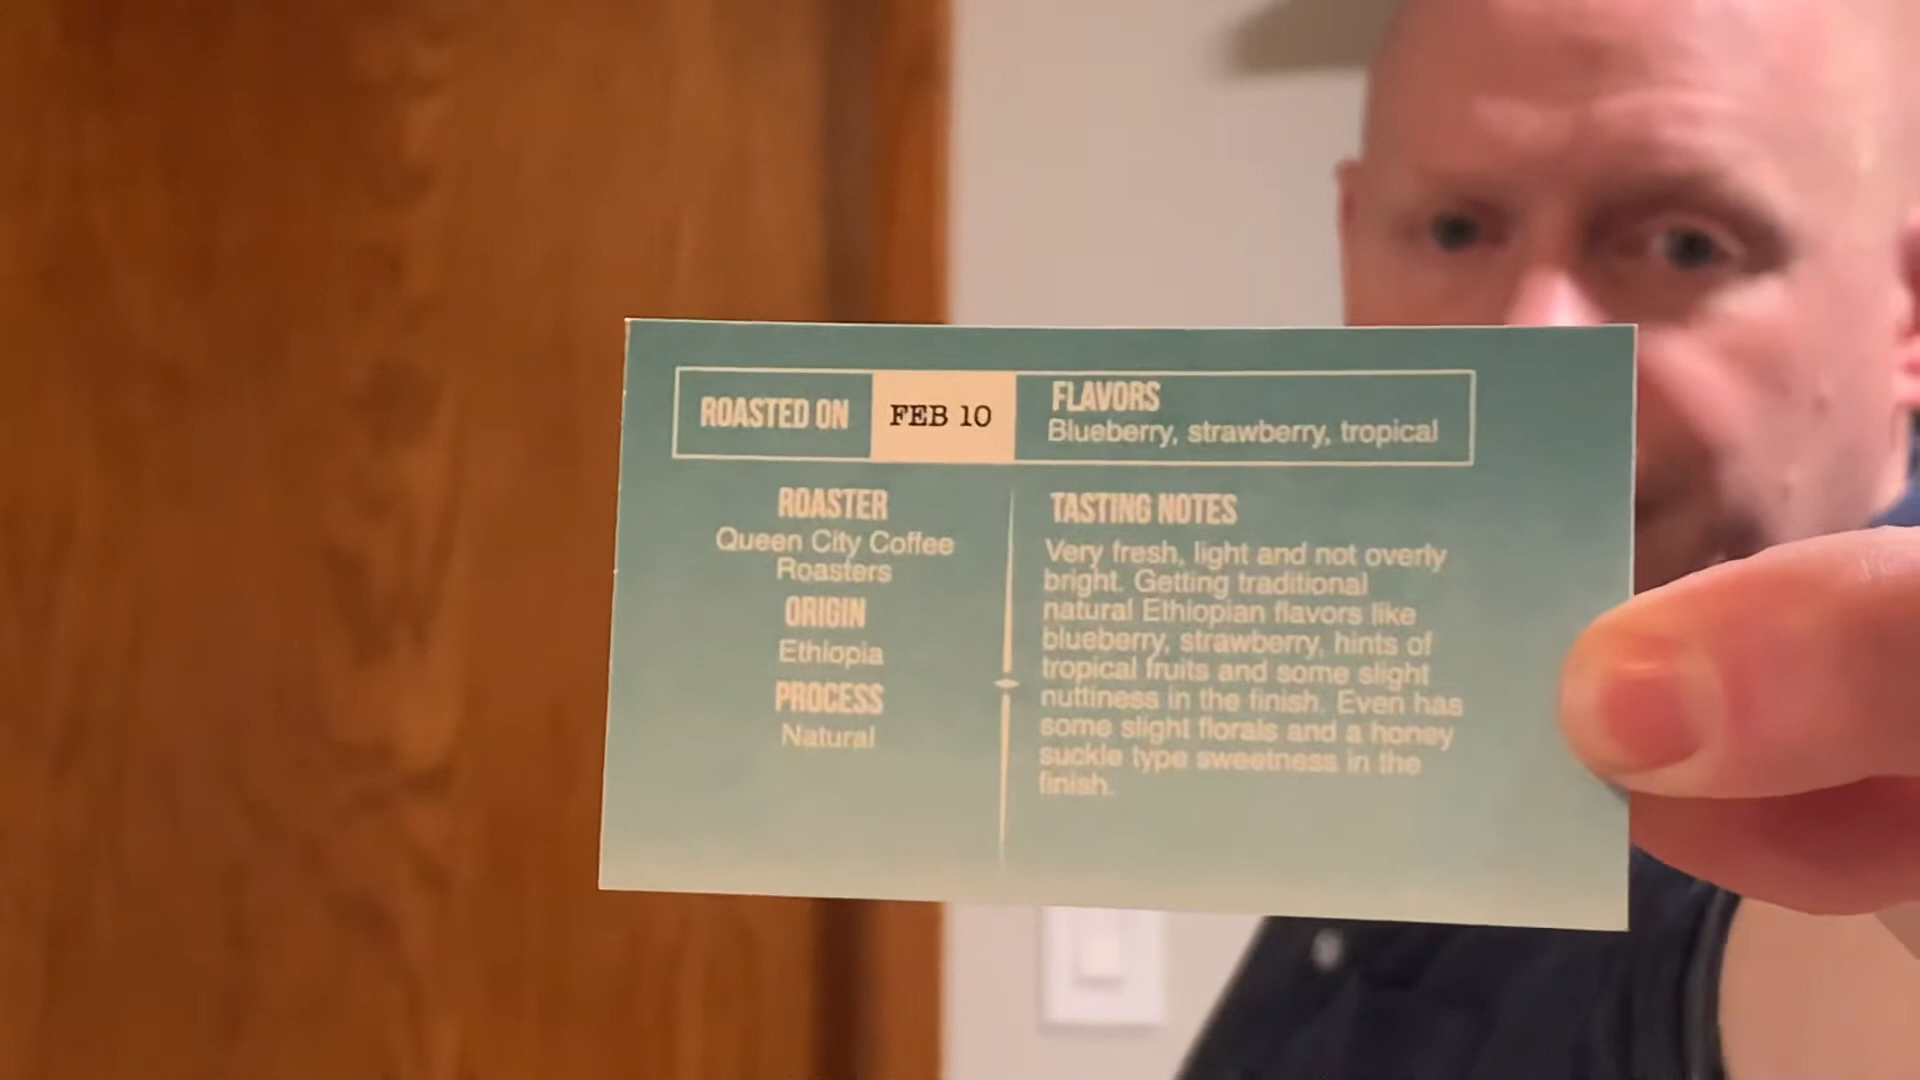 ROASTED ON
FEB 10
FLAVORS
Blueberry, strawberry, tropical
ROASTER
Queen City Coffee
Roasters
ORIGIN
Ethiopia
PROCESS
Natural
TASTING NOTES
Very fresh, light and not overly
bright. Getting traditional
natural Ethiopian flavors like
blueberry, strawberry, hints of
tropical fruits and some slight
nuttiness in the finish. Even has
some slight florals and a honey
suckle type sweetness in the
finish.